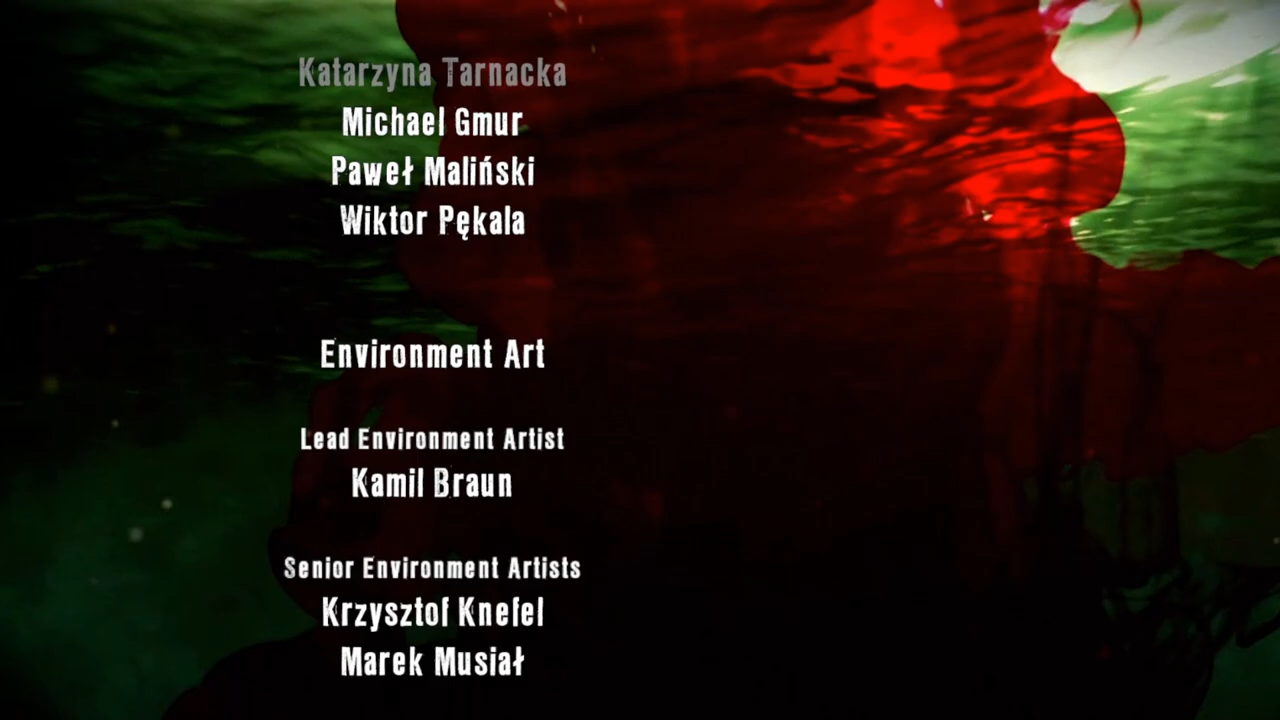 Katarzyna Tarnacka
Michael Gmur
Paweł Maliński
Wiktor Pękala
Environment Art
Lead Environment Artist
Kamil Braun
Senior Environment Artists
Krzysztof Knefel
Marek Musiał